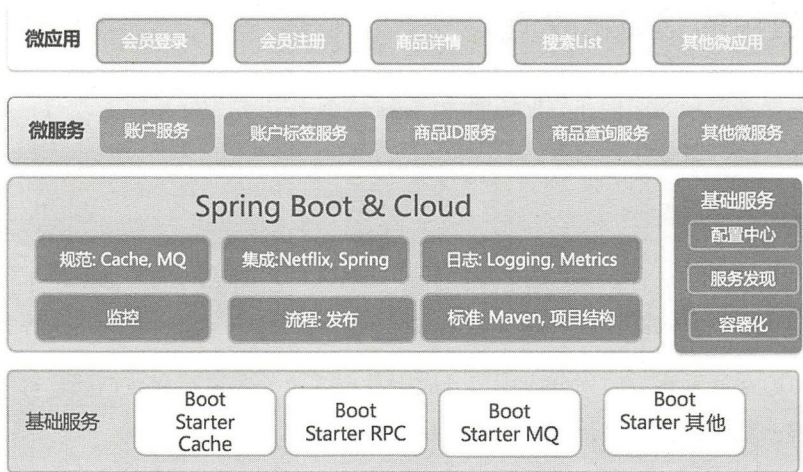 微应用
会员登录
会员注册
商品详情
搜索List
其他微应用
微服务
账户服务
账户标签服务
商品ID服务
商品查询服务
其他微服务
Spring Boot & Cloud
规范: Cache, MQ
集成:Netflix, Spring
日志: Logging, Metrics
监控
流程: 发布
标准: Maven, 项目结构
基础服务
配置中心
服务发现
容器化
基础服务
Boot
Starter
Cache
Boot
Starter RPC
Boot
Starter MQ
Boot
Starter 其他